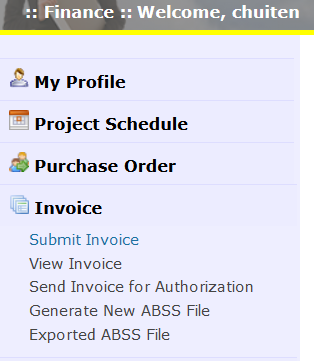 :: Finance :: Welcome, chuiten
My Profile
Project Schedule
Purchase Order
Invoice
Submit Invoice
View Invoice
Send Invoice for Authorization
Generate New ABSS File
Exported ABSS File